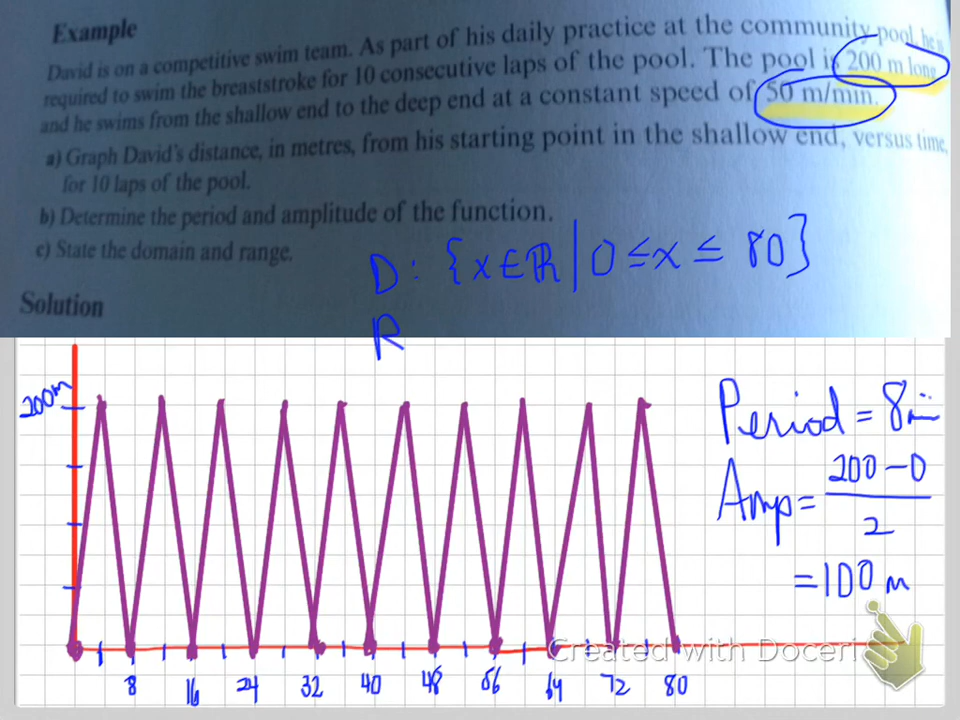 Example
David is on a competitive swim team. As part of his daily practice at the community pool, he is
required to swim the breaststroke for 10 consecutive laps of the pool. The pool is 200 m long,
and he swims from the shallow end to the deep end at a constant speed of 50 m/min.
a) Graph David's distance, in metres, from his starting point in the shallow end, versus time,
for 10 laps of the pool.
b) Determine the period and amplitude of the function.
c) State the domain and range.
D: {x∈ℝ | 0≤x≤ 80}
Solution
R
200m
Period = 8min
Amp = 200-0
2
=100 m
Created with Doceri
8 16 24 32 40 48 56 64 72 80